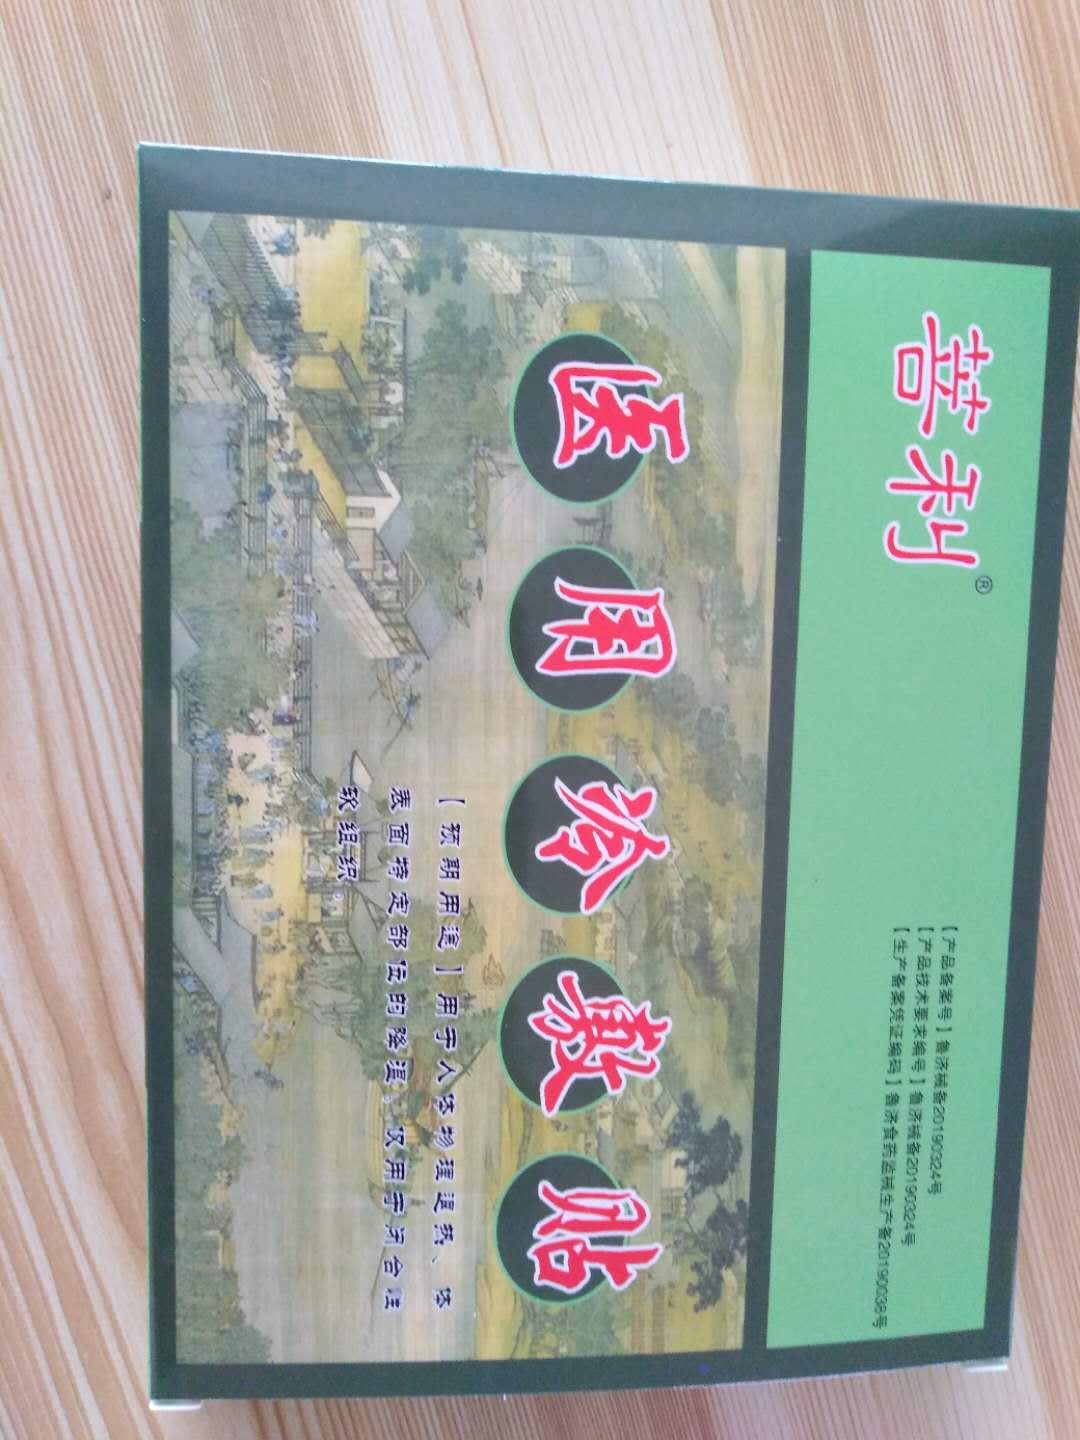 菩利®
【产品备案号】鲁济械备20190324号
【产品技术要求编号】鲁济械备20190324号
【生产备案凭证编码】鲁济食药监械生产备20190038号
医用冷敷贴
【预期用途】用于人体物理退热、体
表面特定部位的降温。仅用于闭合性
软组织。